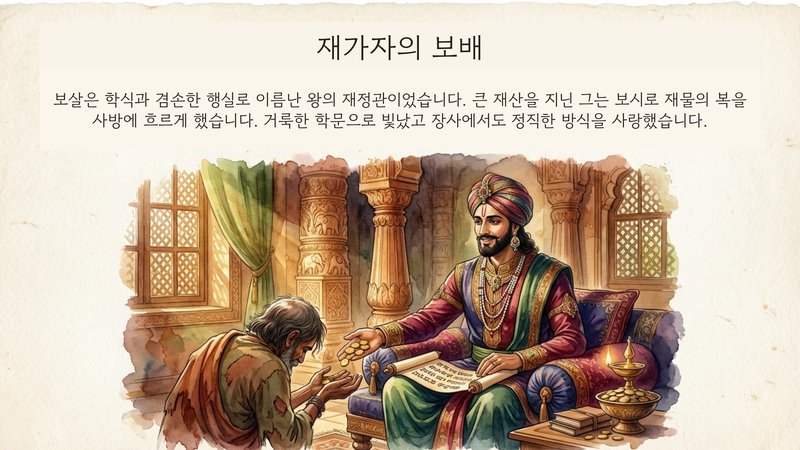 재가자의 보배
보살은 학식과 겸손한 행실로 이름난 왕의 재정관이었습니다. 큰 재산을 지닌 그는 보시로 재물의 복을
사방에 흐르게 했습니다. 거룩한 학문으로 빛났고 장사에서도 정직한 방식을 사랑했습니다.